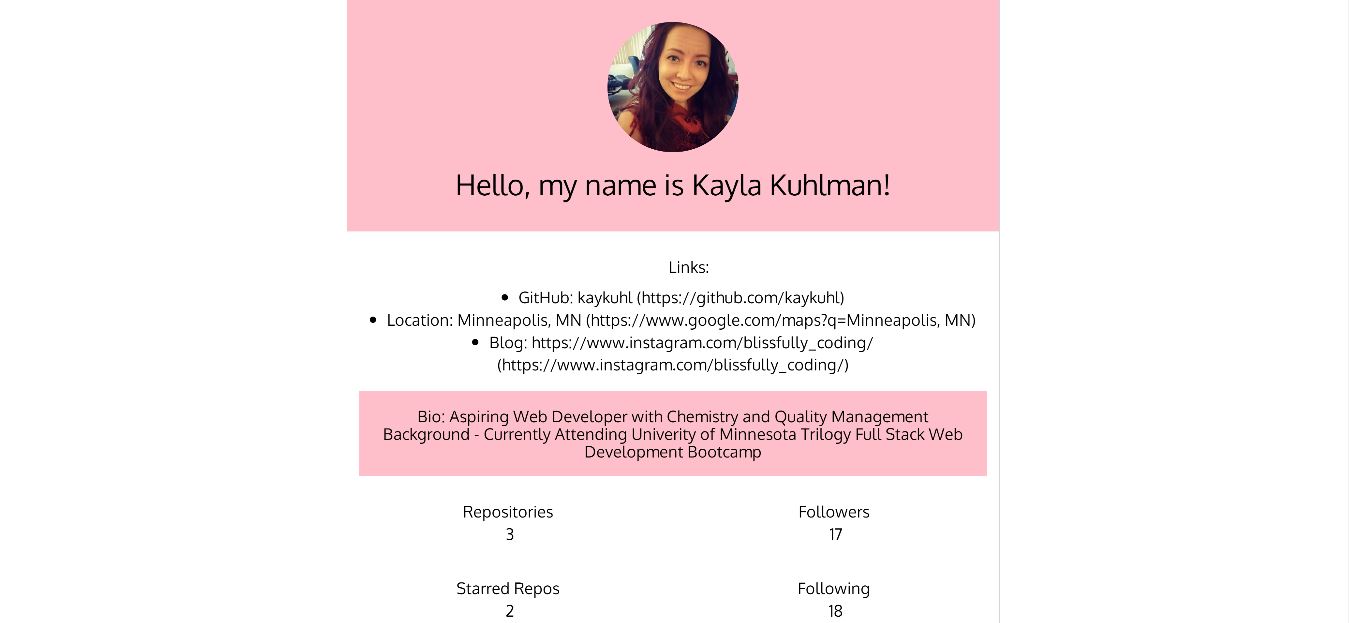 Hello, my name is Kayla Kuhlman!
Links:
• GitHub: kaykuhl (https://github.com/kaykuhl)
• Location: Minneapolis, MN (https://www.google.com/maps?q=Minneapolis, MN)
• Blog: https://www.instagram.com/blissfully_coding/
(https://www.instagram.com/blissfully_coding/)
Bio: Aspiring Web Developer with Chemistry and Quality Management
Background - Currently Attending Univerity of Minnesota Trilogy Full Stack Web
Development Bootcamp
Repositories
3
Followers
17
Starred Repos
2
Following
18